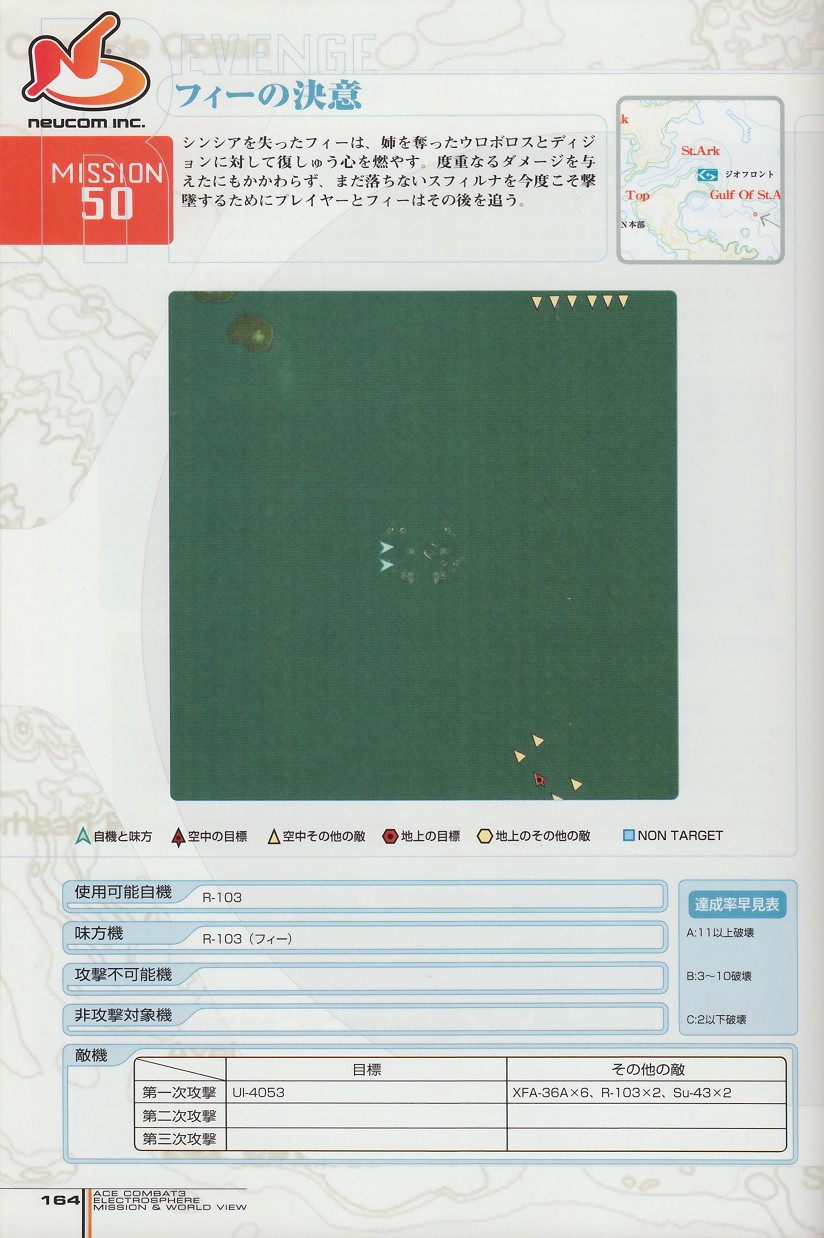 REVENGE
フィーの決意
neucom inc.
MISSION
50
シンシアを失ったフィーは、姉を奪ったウロボロスとディジ
ョンに対して復しゅう心を燃やす。度重なるダメージを与
えたにもかかわらず、まだ落ちないスフィルナを今度こそ撃
墜するためにプレイヤーとフィーはその後を追う。
k
St.Ark
ジオフロント
Top
Gulf Of St.A
N本部
自機と味方
空中の目標
空中その他の敵
地上の目標
地上のその他の敵
NON TARGET
使用可能自機
R-103
味方機
R-103（フィー）
攻撃不可能機
非攻撃対象機
達成率早見表
A:11以上破壊
B:3～10破壊
C:2以下破壊
敵機
目標
その他の敵
第一次攻撃
UI-4053
XFA-36A×6、R-103×2、Su-43×2
第二次攻撃
第三次攻撃
164
ACE COMBAT3
ELECTROSPHERE
MISSION & WORLD VIEW